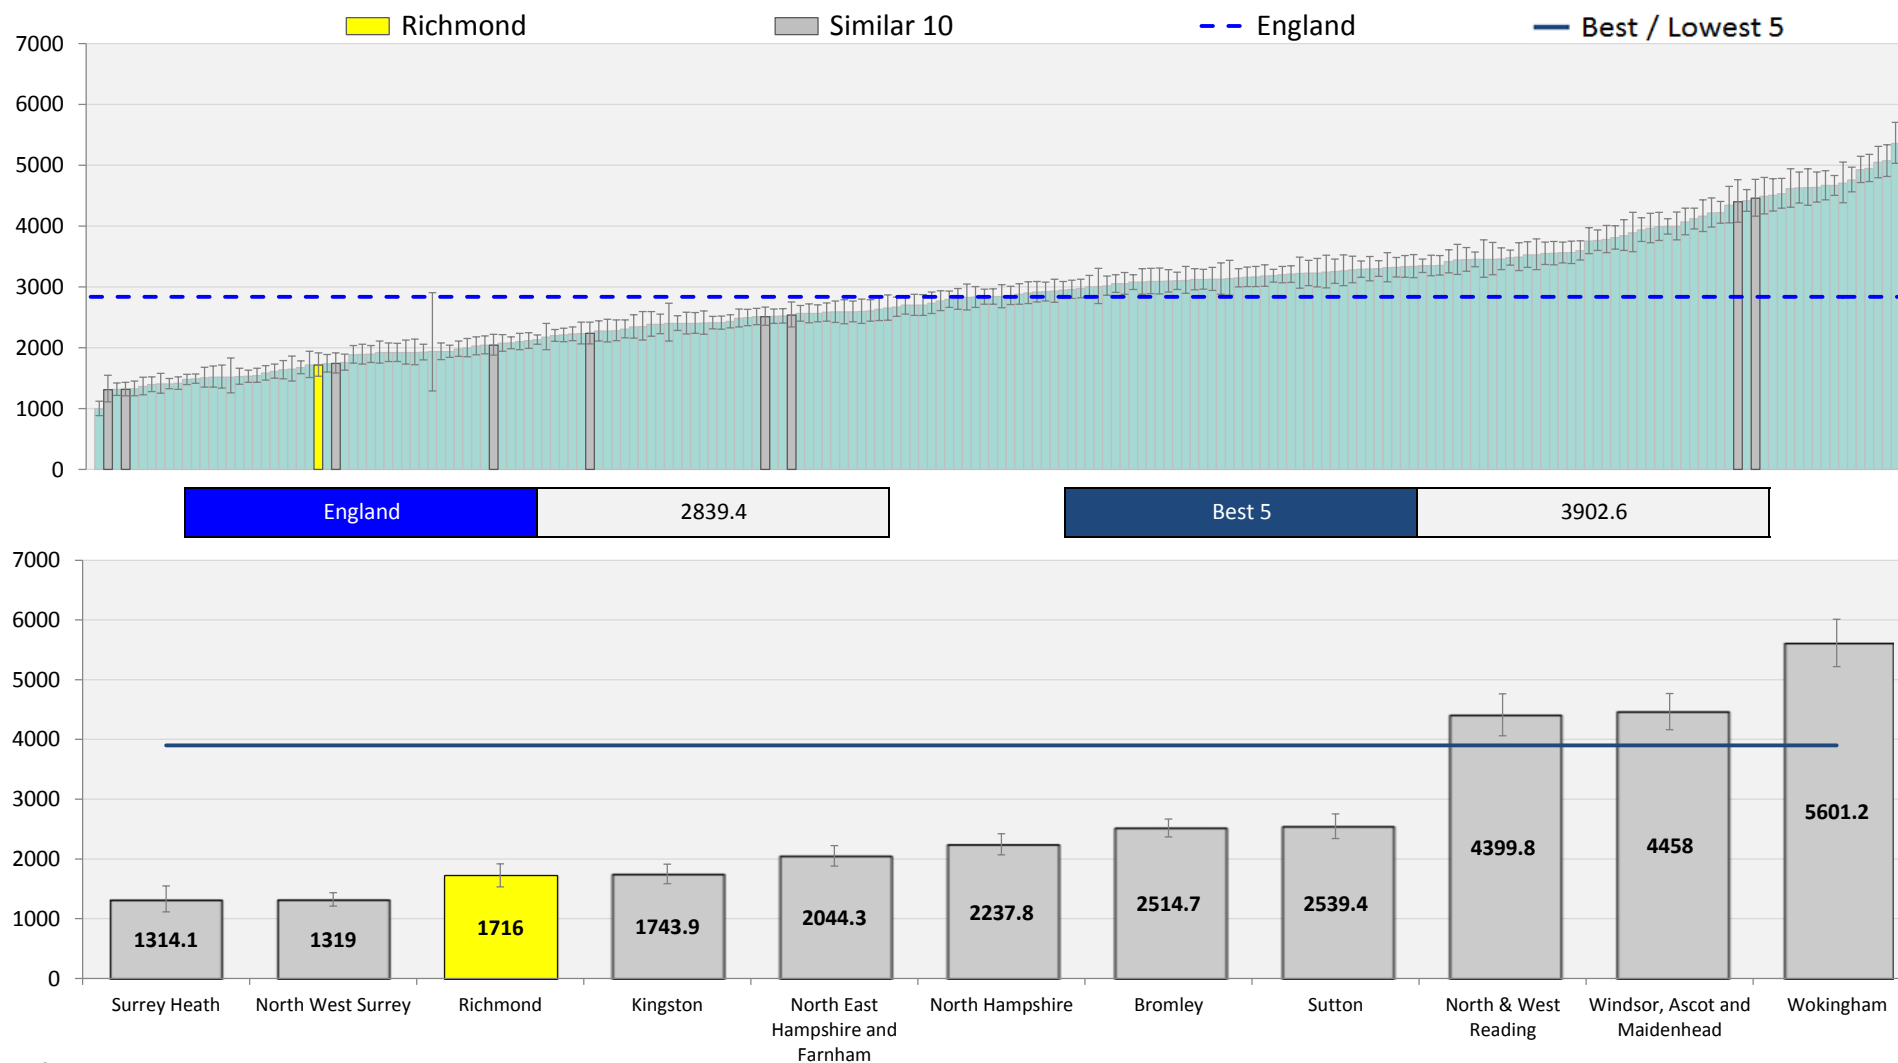 Richmond
Similar 10
England
Best / Lowest 5
7000
6000
5000
4000
3000
2000
1000
0
England
2839.4
Best 5
3902.6
7000
6000
5000
4000
3000
2000
1000
0
1314.1
1319
1716
1743.9
2044.3
2237.8
2514.7
2539.4
4399.8
4458
5601.2
Surrey Heath
North West Surrey
Richmond
Kingston
North East
Hampshire and
Farnham
North Hampshire
Bromley
Sutton
North & West
Reading
Windsor, Ascot and
Maidenhead
Wokingham